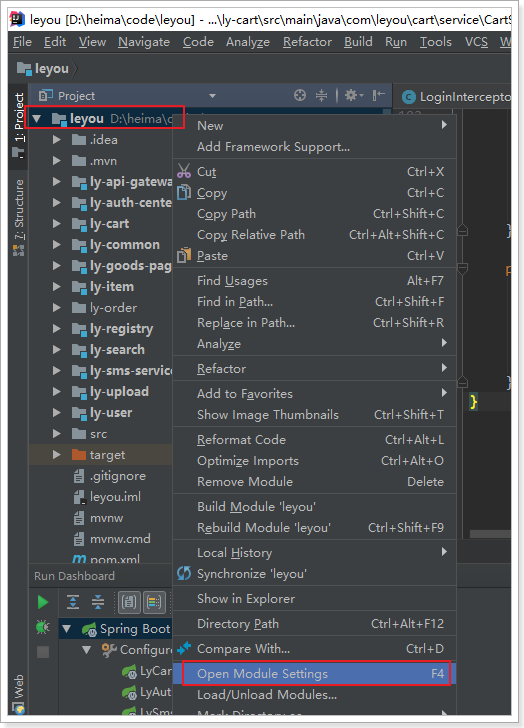 leyou [D:\heima\code\leyou] - ...\ly-cart\src\main\java\com\leyou\cart\service\CartS
File Edit View Navigate Code Analyze Refactor Build Run Tools VCS W
leyou
1: Project
Project
LoginIntercepto
leyou D:\heima\c
New
.idea
Add Framework Support...
.mvn
Cut Ctrl+X
ly-api-gatewa
Copy Ctrl+C
ly-auth-cente
Copy Path Ctrl+Shift+C
ly-cart
Copy Relative Path Ctrl+Alt+Shift+C
ly-common
Paste Ctrl+V
ly-goods-pag
Find Usages Alt+F7
ly-item
Find in Path... Ctrl+Shift+F
ly-order
Replace in Path... Ctrl+Shift+R
ly-registry
Analyze
ly-search
Refactor
ly-sms-service
Add to Favorites
ly-upload
Show Image Thumbnails Ctrl+Shift+T
ly-user
Reformat Code Ctrl+Alt+L
src
Optimize Imports Ctrl+Alt+O
target
Remove Module Delete
.gitignore
Build Module 'leyou'
leyou.iml
Rebuild Module 'leyou' Ctrl+Shift+F9
mvnw
Local History
mvnw.cmd
Synchronize 'leyou'
pom.xml
Show in Explorer
Directory Path Ctrl+Alt+F12
Compare With... Ctrl+D
Open Module Settings F4
Load/Unload Modules...
Mark Directory as
7: Structure
}
p
}
}
Run Dashboard
Spring Boot
Configure
LyCar
LyAut
LySms
Web